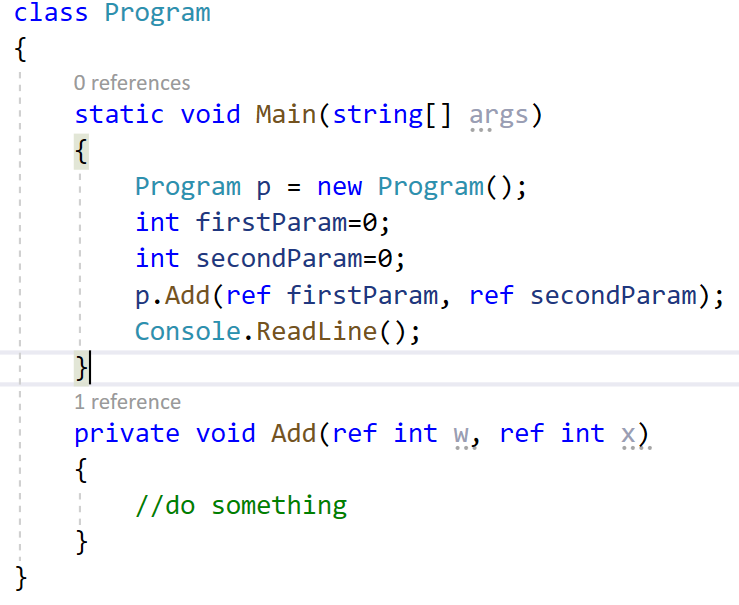 class Program
{
0 references
static void Main(string[] args)
{
Program p = new Program();
int firstParam=0;
int secondParam=0;
p.Add(ref firstParam, ref secondParam);
Console.ReadLine();
}
1 reference
private void Add(ref int w, ref int x)
{
//do something
}
}